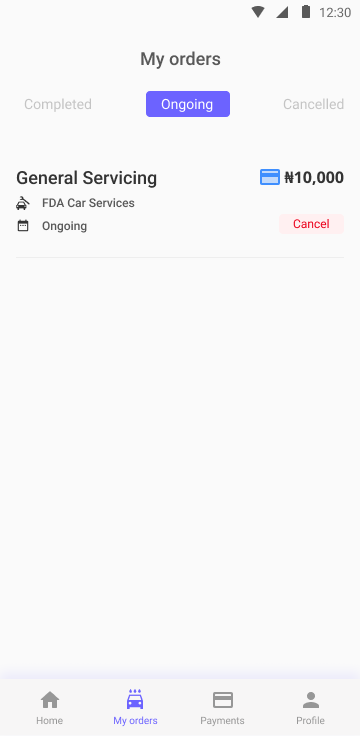 12:30
My orders
Completed Ongoing Cancelled
General Servicing ₦10,000
FDA Car Services
Ongoing Cancel
Home My orders Payments Profile